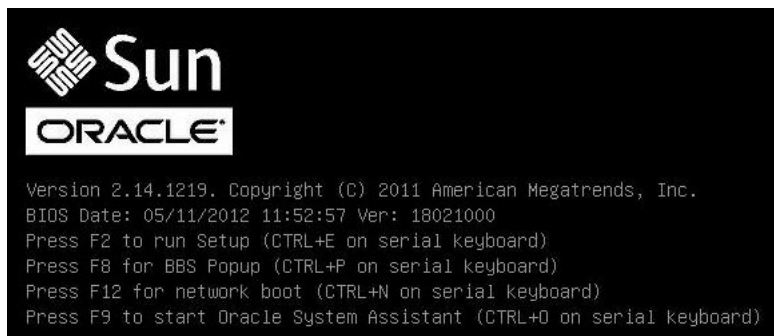 Sun
ORACLE®
Version 2.14.1219. Copyright (C) 2011 American Megatrends, Inc.
BIOS Date: 05/11/2012 11:52:57 Ver: 18021000
Press F2 to run Setup (CTRL+E on serial keyboard)
Press F8 for BBS Popup (CTRL+P on serial keyboard)
Press F12 for network boot (CTRL+N on serial keyboard)
Press F9 to start Oracle System Assistant (CTRL+O on serial keyboard)